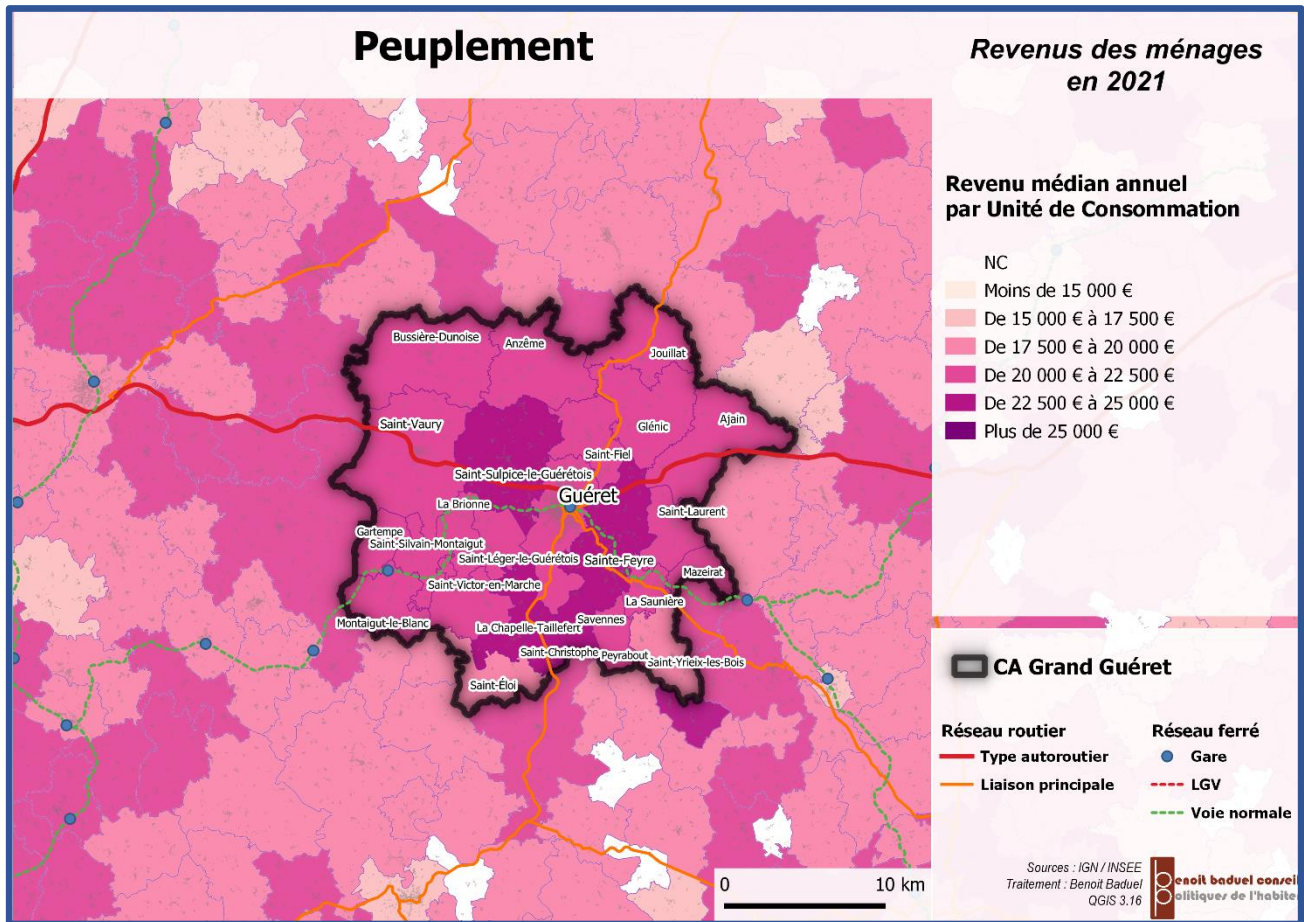 Peuplement
Revenus des ménages
en 2021
Revenu médian annuel
par Unité de Consommation
NC
Moins de 15 000 €
De 15 000 € à 17 500 €
De 17 500 € à 20 000 €
De 20 000 € à 22 500 €
De 22 500 € à 25 000 €
Plus de 25 000 €
Bussière-Dunoise
Anzême
Jouillat
Saint-Vaury
Glénic
Ajain
Saint-Fiel
Saint-Sulpice-le-Guérétois
Guéret
La Brionne
Saint-Laurent
Gartempe
Saint-Silvain-Montaigut
Saint-Léger-le-Guérétois
Sainte-Feyre
Mazeirat
Saint-Victor-en-Marche
La Saunière
Montaigut-le-Blanc
La Chapelle-Taillefert
Savennes
Saint-Christophe
Peyrabout
Saint-Yrieix-les-Bois
Saint-Éloi
CA Grand Guéret
Réseau routier
Type autoroutier
Liaison principale
Réseau ferré
Gare
LGV
Voie normale
0 10 km
Sources : IGN / INSEE
Traitement : Benoit Baduel
QGIS 3.16
benoit baduel conseil
politiques de l'habitat